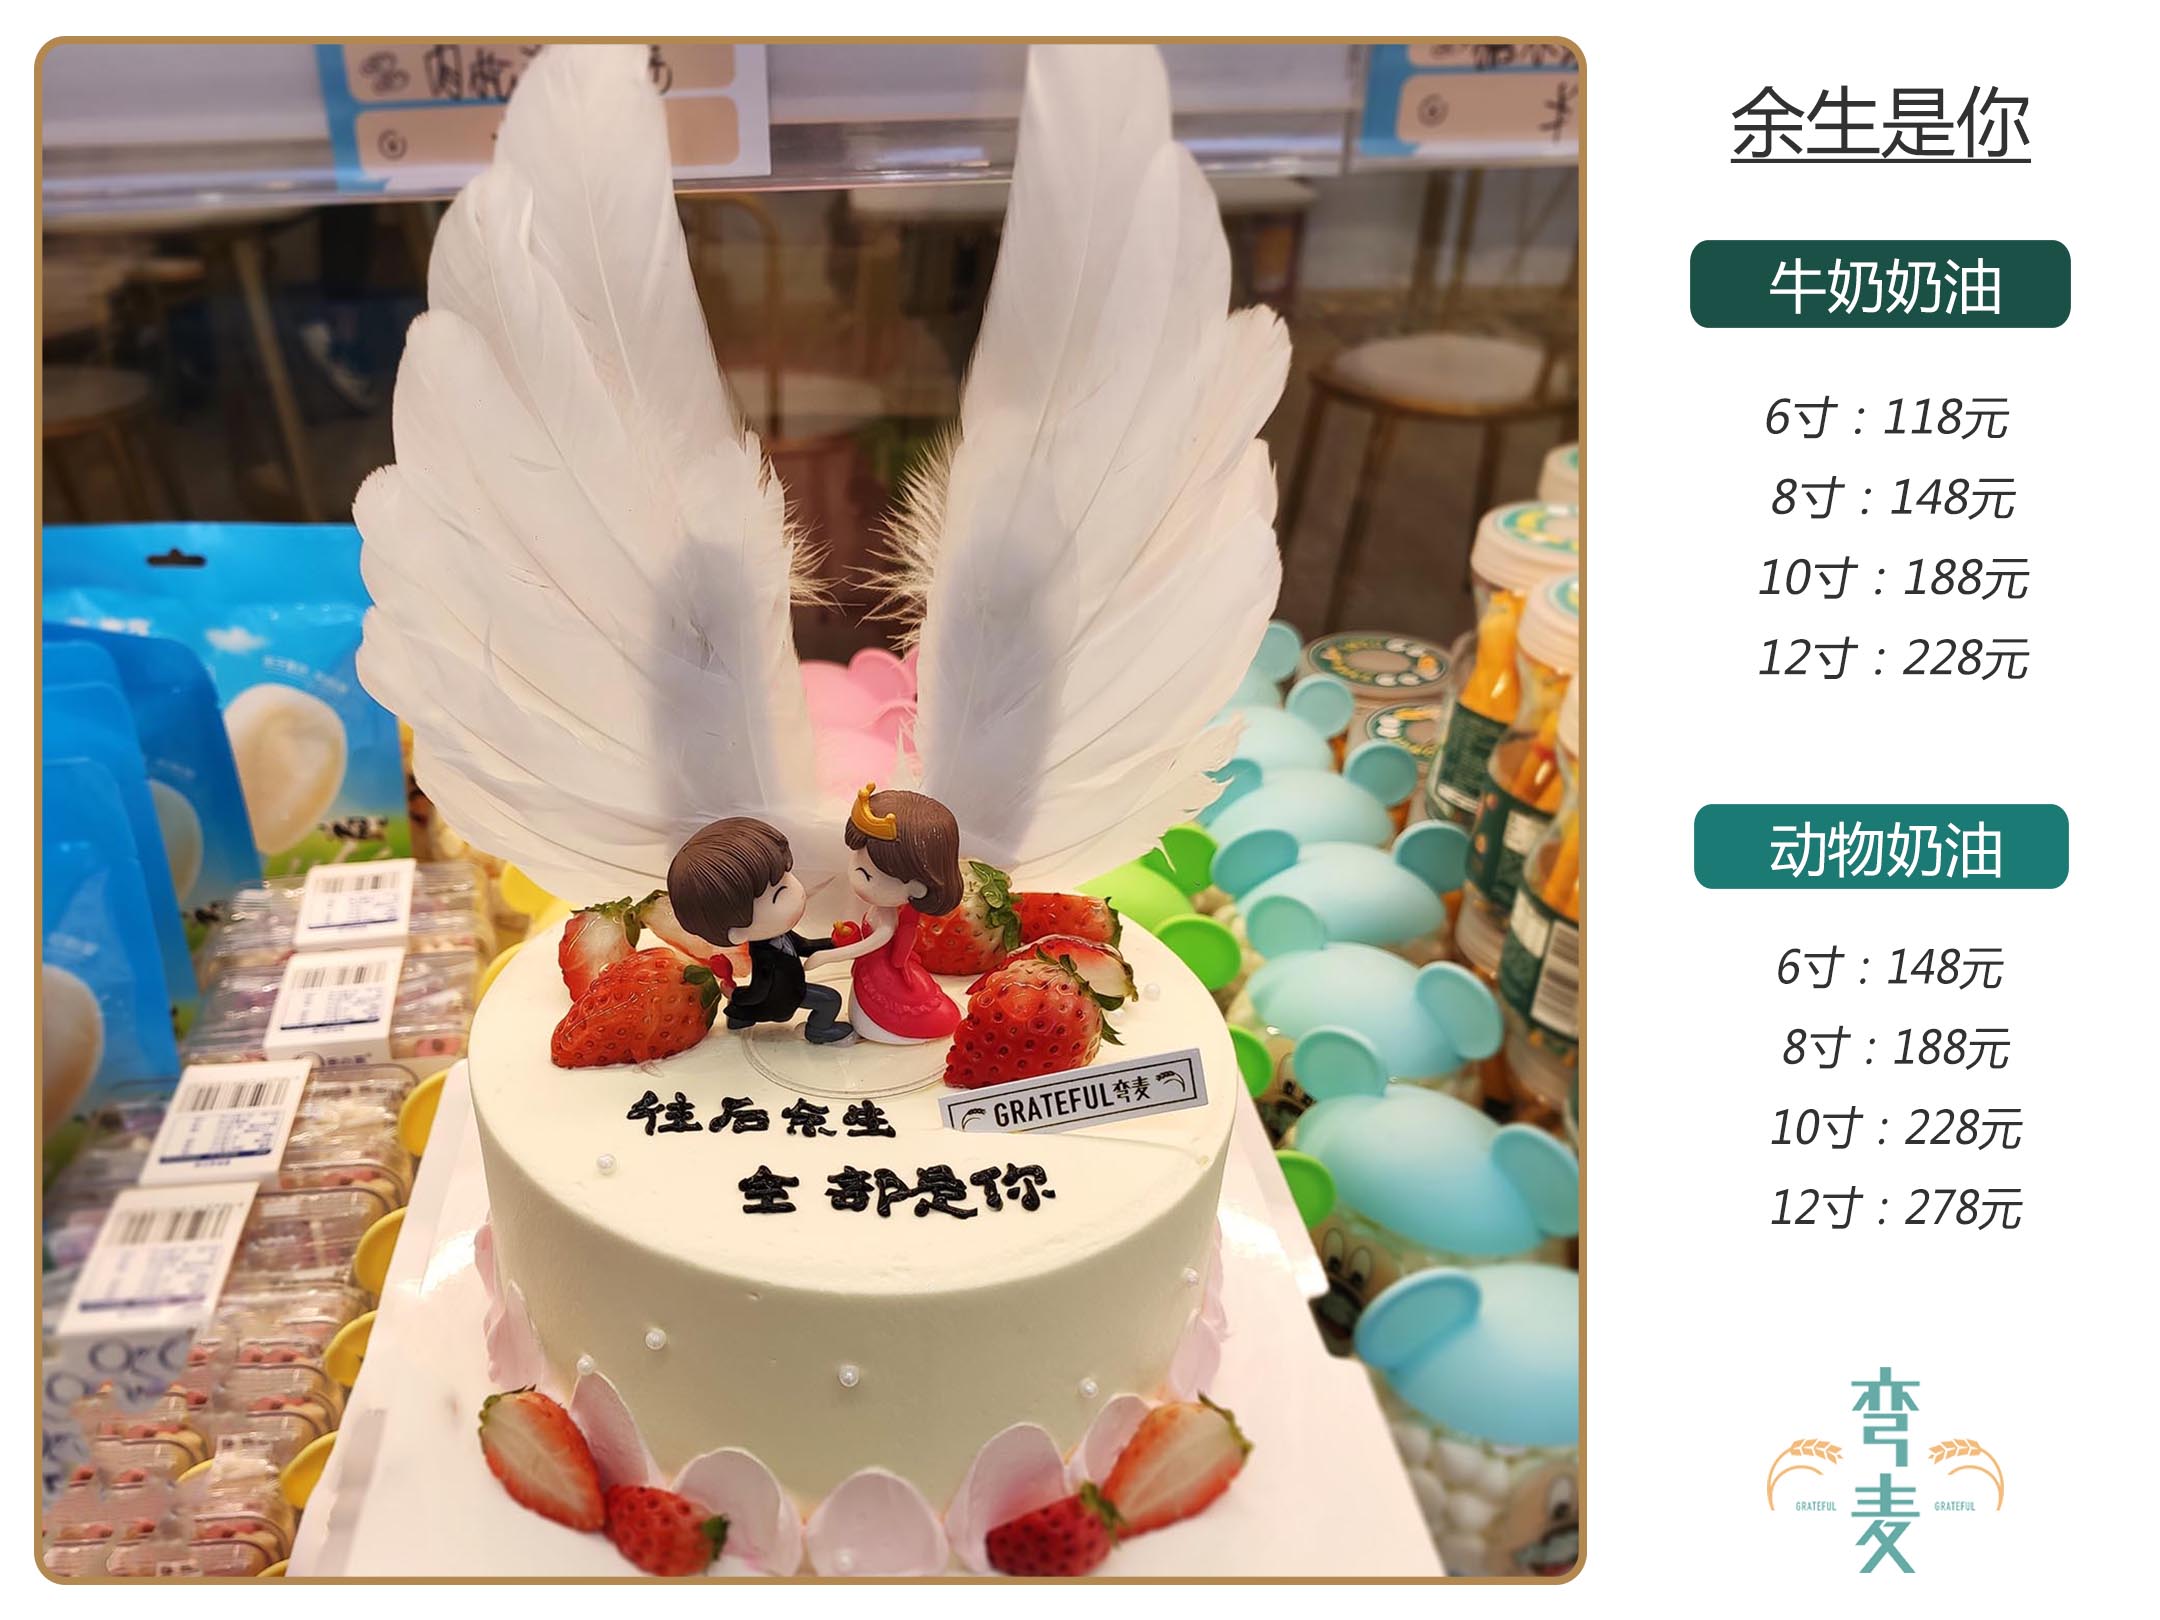 余生是你
牛奶奶油
6寸：118元
8寸：148元
10寸：188元
12寸：228元
动物奶油
6寸：148元
8寸：188元
10寸：228元
12寸：278元
弯麦
GRATEFUL
GRATEFUL
GRATEFUL弯麦
往后余生
全部是你